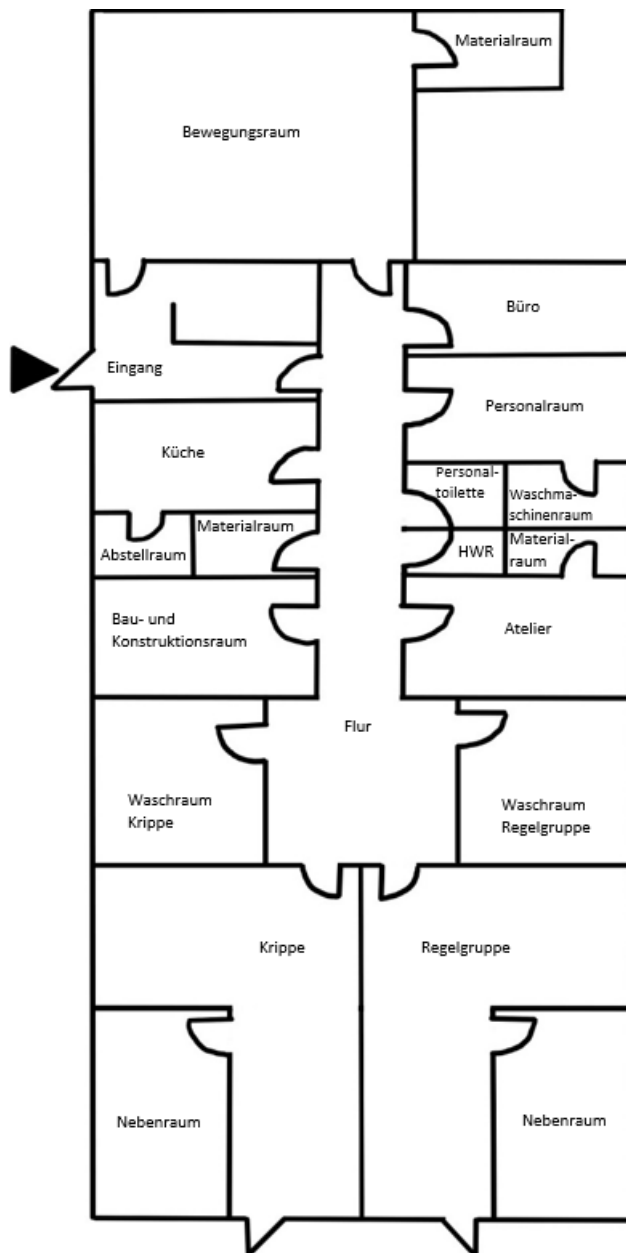 Materialraum
Bewegungsraum
Büro
Eingang
Personalraum
Küche
Personal-
toilette
Waschma-
schinenraum
Materialraum
Abstellraum
HWR
Material-
raum
Bau- und
Konstruktionsraum
Atelier
Flur
Waschraum
Krippe
Waschraum
Regelgruppe
Krippe
Regelgruppe
Nebenraum
Nebenraum